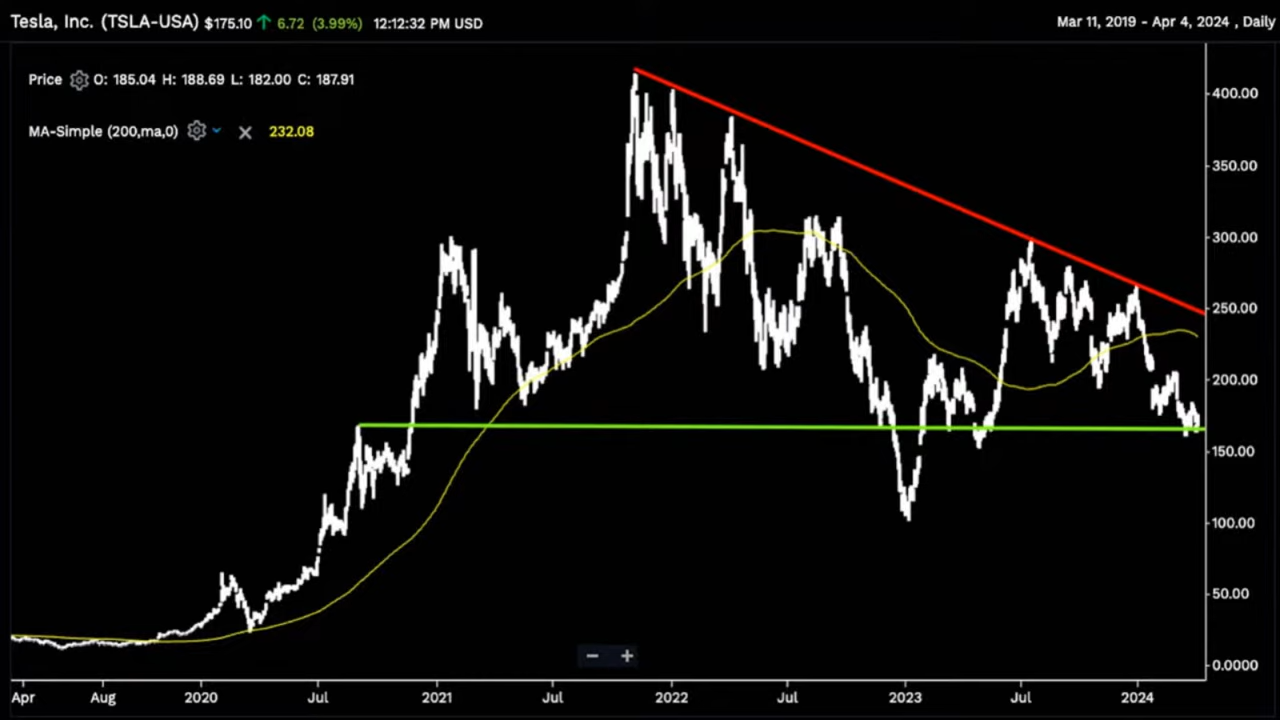 Tesla, Inc. (TSLA-USA) $175.10 ↑ 6.72 (3.99%) 12:12:32 PM USD
Mar 11, 2019 - Apr 4, 2024 , Daily
Price O: 185.04 H: 188.69 L: 182.00 C: 187.91
MA-Simple (200,ma,0) 232.08
400.00
350.00
300.00
250.00
200.00
150.00
100.00
50.00
0.0000
Apr Aug 2020 Jul 2021 Jul 2022 Jul 2023 Jul 2024